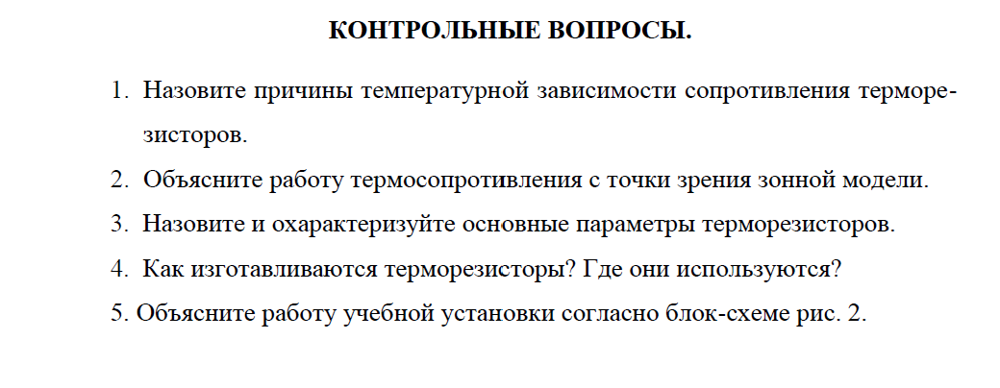 КОНТРОЛЬНЫЕ ВОПРОСЫ.
1. Назовите причины температурной зависимости сопротивления терморе-
зисторов.
2. Объясните работу термосопротивления с точки зрения зонной модели.
3. Назовите и охарактеризуйте основные параметры терморезисторов.
4. Как изготавливаются терморезисторы? Где они используются?
5. Объясните работу учебной установки согласно блок-схеме рис. 2.